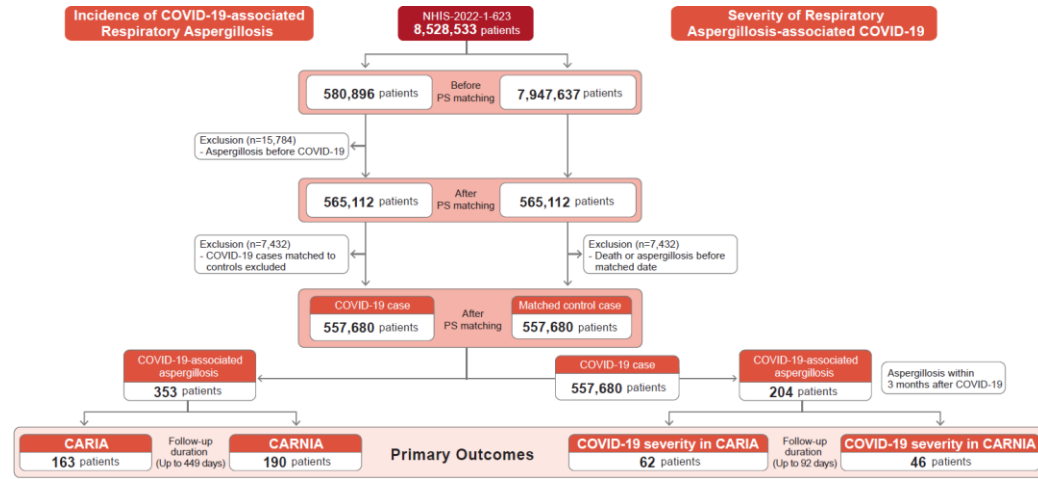 Incidence of COVID-19-associated
Respiratory Aspergillosis
NHIS-2022-1-623
8,528,533 patients
Severity of Respiratory
Aspergillosis-associated COVID-19
580,896 patients
Before
PS matching
7,947,637 patients
Exclusion (n=15,784)
- Aspergillosis before COVID-19
565,112 patients
After
PS matching
565,112 patients
Exclusion (n=7,432)
- COVID-19 cases matched to
controls excluded
Exclusion (n=7,432)
- Death or aspergillosis before
matched date
COVID-19 case
557,680 patients
After
PS matching
Matched control case
557,680 patients
COVID-19-associated
aspergillosis
353 patients
COVID-19 case
557,680 patients
COVID-19-associated
aspergillosis
204 patients
Aspergillosis within
3 months after COVID-19
CARIA
163 patients
Follow-up
duration
(Up to 449 days)
CARNIA
190 patients
Primary Outcomes
COVID-19 severity in CARIA
62 patients
Follow-up
duration
(Up to 92 days)
COVID-19 severity in CARNIA
46 patients